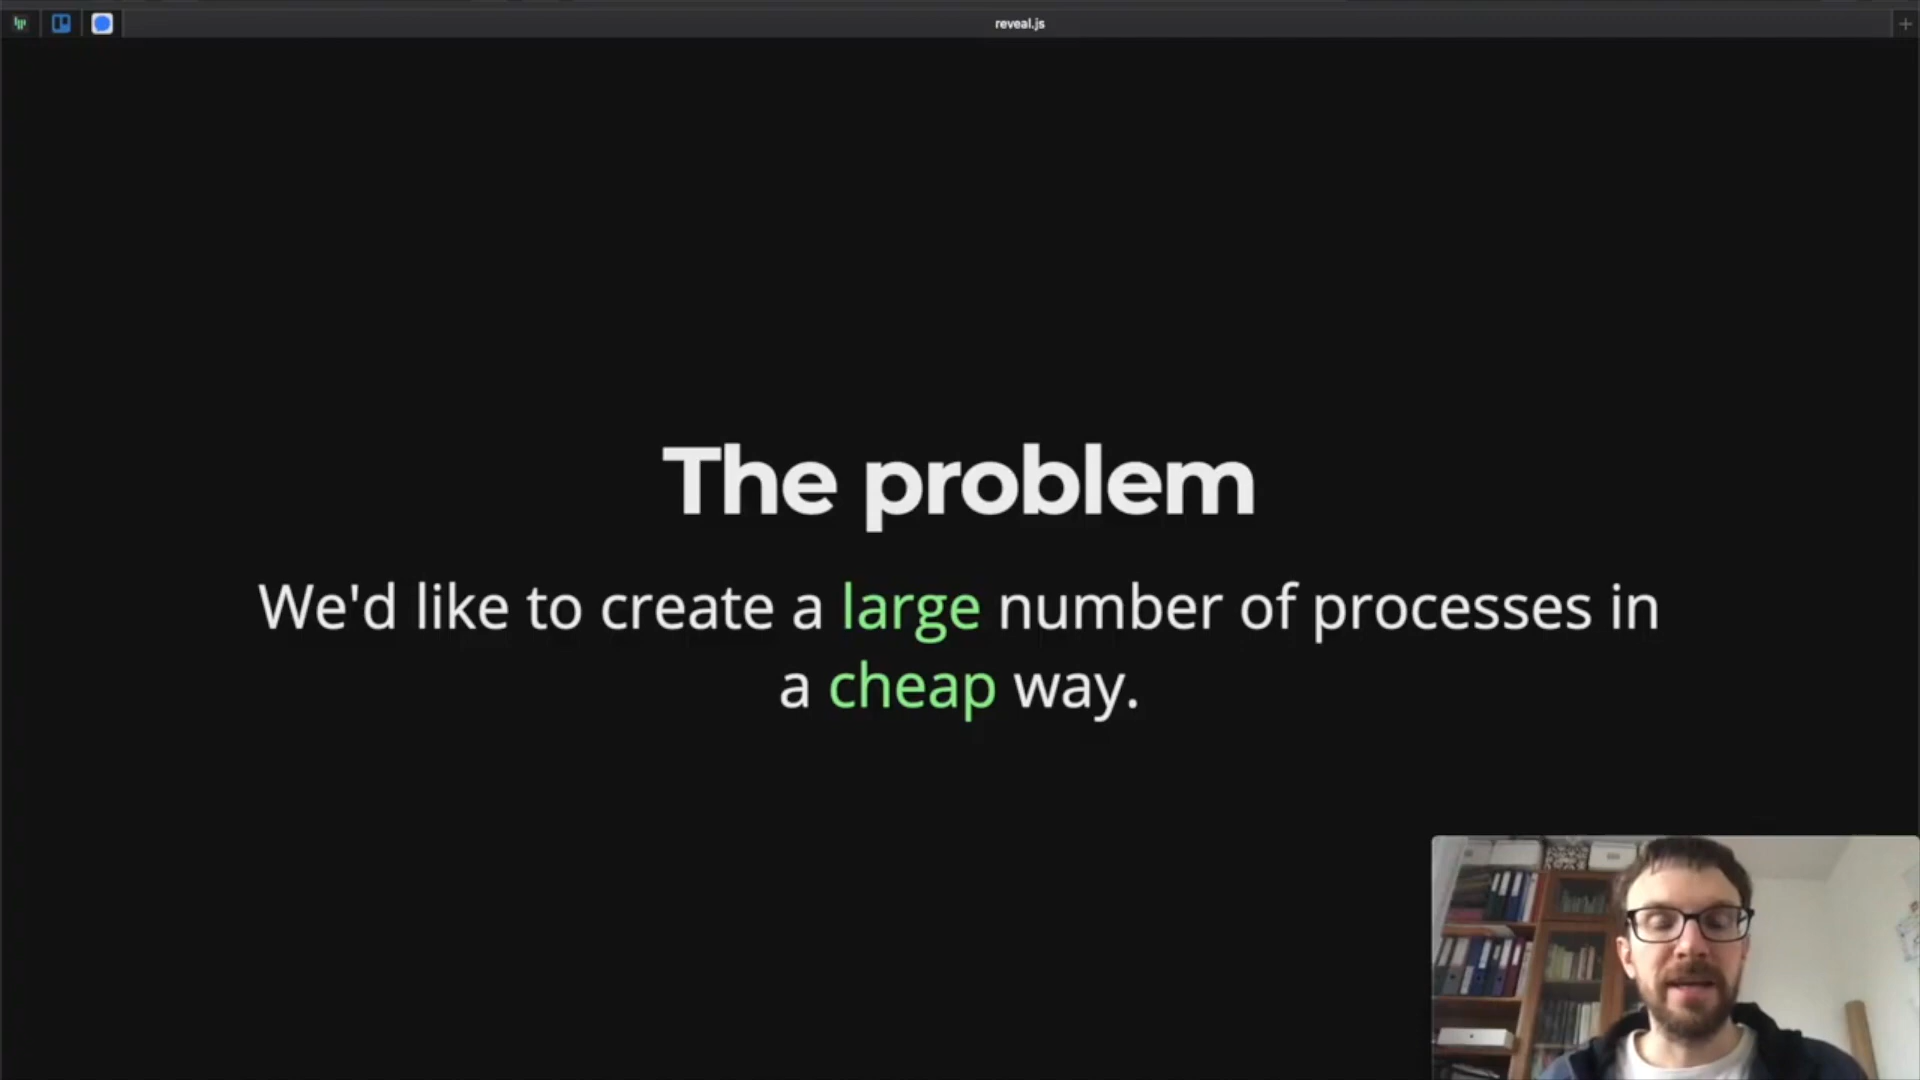 reveal.js
The problem
We'd like to create a large number of processes in
a cheap way.